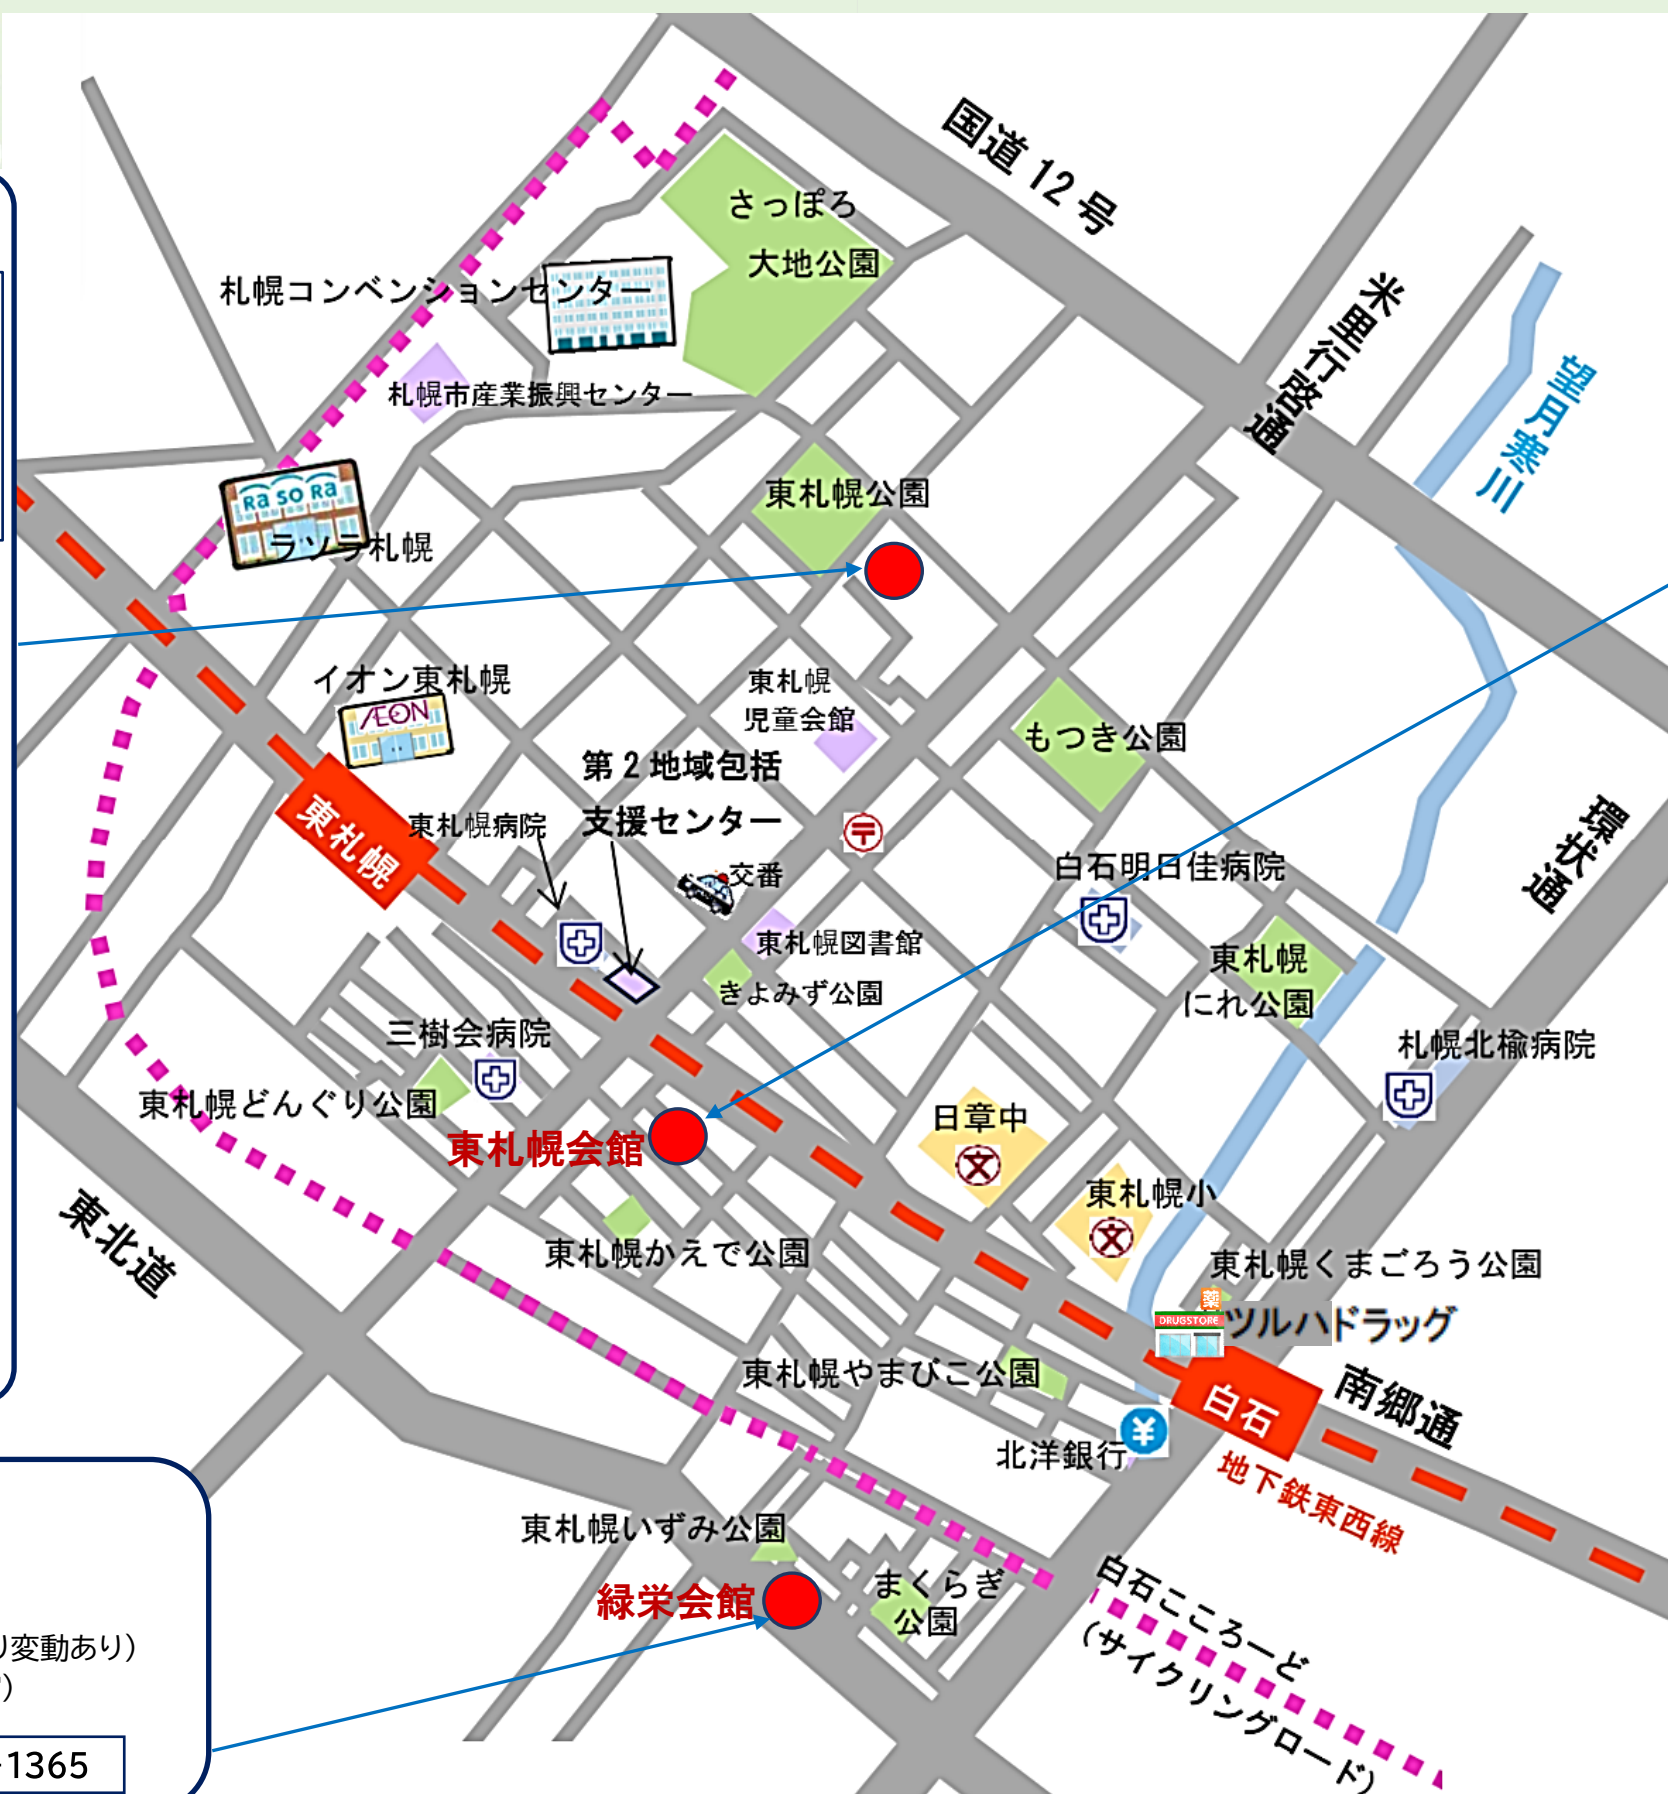 国道12号
さっぽろ
大地公園
札幌コンベンションセンター
米里行啓通
望月寒川
札幌市産業振興センター
Ra so Ra
ラソラ札幌
東札幌公園
イオン東札幌
ÆON
東札幌
児童会館
もつき公園
第2地域包括
支援センター
東札幌
東札幌病院
〒
交番
白石明日佳病院
環状通
東札幌図書館
きよみず公園
東札幌
にれ公園
三樹会病院
札幌北楡病院
東札幌どんぐり公園
日章中
文
東札幌会館
東札幌小
文
東北道
東札幌かえで公園
東札幌くまごろう公園
薬
DRUGSTORE
ツルハドラッグ
東札幌やまびこ公園
白石
南郷通
¥
北洋銀行
地下鉄東西線
東札幌いずみ公園
まくらぎ
公園
緑栄会館
白石こころーど
(サイクリングロード)
り変動あり)
)
1365